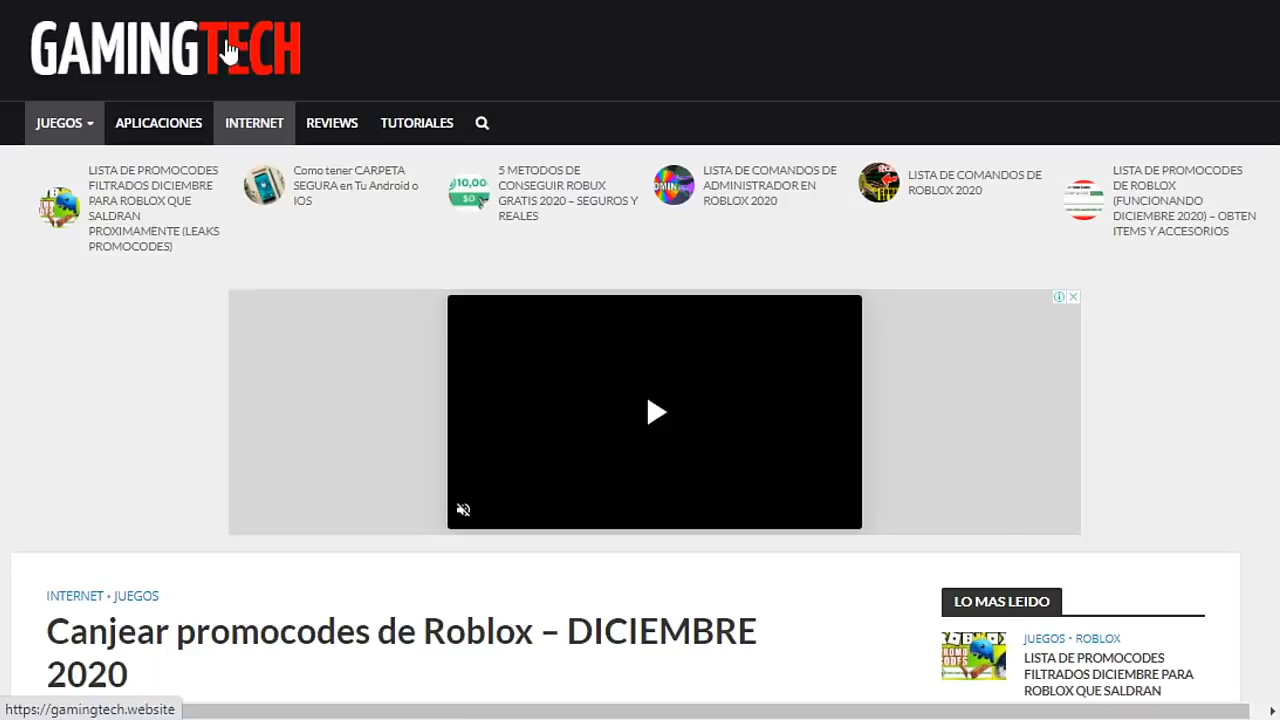 GAMINGTECH
JUEGOS
APLICACIONES
INTERNET
REVIEWS
TUTORIALES
LISTA DE PROMOCODES
FILTRADOS DICIEMBRE
PARA ROBLOX QUE
SALDRAN
PROXIMAMENTE (LEAKS
PROMOCODES)
Como tener CARPETA
SEGURA en Tu Android o
IOS
10,00
$0
5 METODOS DE
CONSEGUIR ROBUX
GRATIS 2020 – SEGUROS Y
REALES
LISTA DE COMANDOS DE
ADMINISTRADOR EN
ROBLOX 2020
LISTA DE COMANDOS DE
ROBLOX 2020
LISTA DE PROMOCODES
DE ROBLOX
(FUNCIONANDO
DICIEMBRE 2020) – OBTEN
ITEMS Y ACCESORIOS
INTERNET • JUEGOS
Canjear promocodes de Roblox – DICIEMBRE
2020
LO MAS LEIDO
JUEGOS • ROBLOX
LISTA DE PROMOCODES
FILTRADOS DICIEMBRE PARA
ROBLOX QUE SALDRAN
https://gamingtech.website